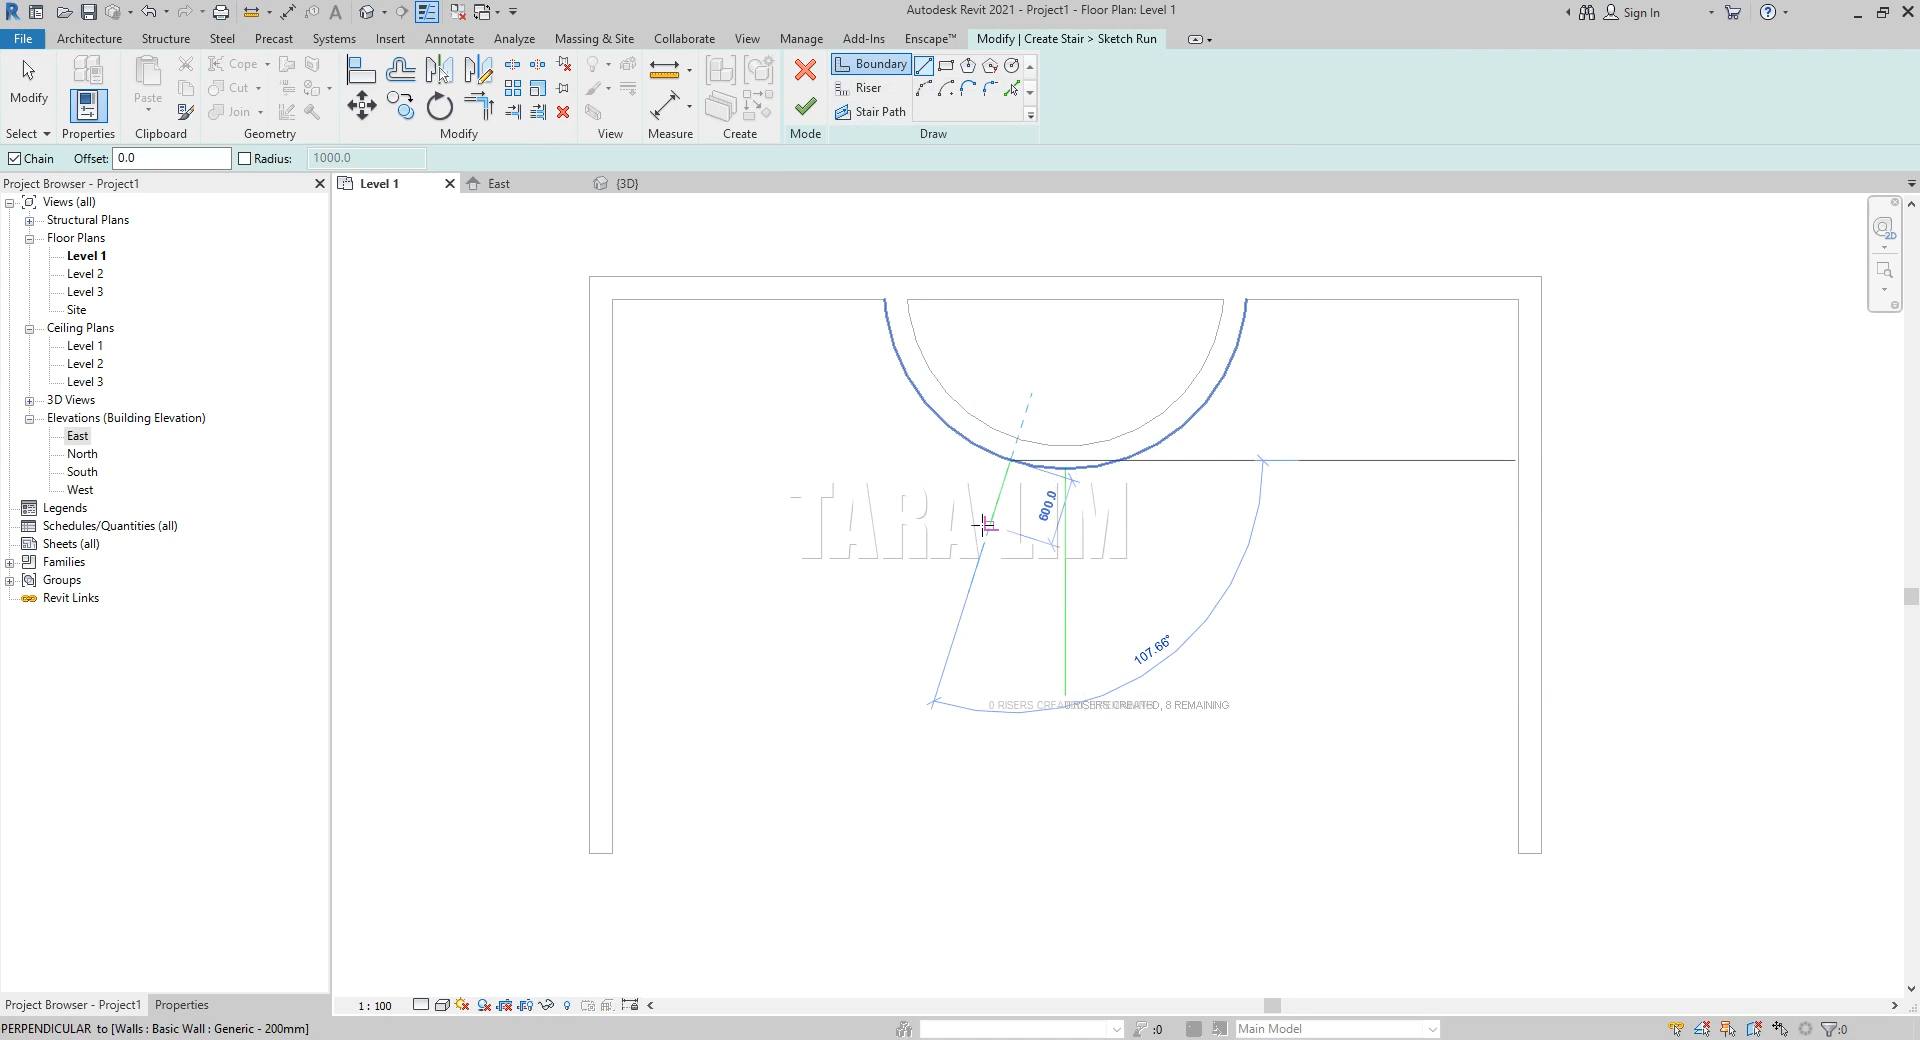 Autodesk Revit 2021 - Project1 - Floor Plan: Level 1
Sign In
File Architecture Structure Steel Precast Systems Insert Annotate Analyze Massing & Site Collaborate View Manage Add-Ins Enscape™ Modify | Create Stair > Sketch Run
Modify
Paste
Cope
Cut
Join
Boundary
Riser
Stair Path
Select Properties Clipboard Geometry Modify View Measure Create Mode Draw
Chain Offset: 0.0 Radius: 1000.0
Project Browser - Project1
Level 1 East {3D}
Views (all)
Structural Plans
Floor Plans
Level 1
Level 2
Level 3
Site
Ceiling Plans
Level 1
Level 2
Level 3
3D Views
Elevations (Building Elevation)
East
North
South
West
Legends
Schedules/Quantities (all)
Sheets (all)
Families
Groups
Revit Links
2D
600.0
TARA LIM
107.66°
Project Browser - Project1 Properties
1 : 100
PERPENDICULAR to [Walls : Basic Wall : Generic - 200mm]
:0
Main Model
:0